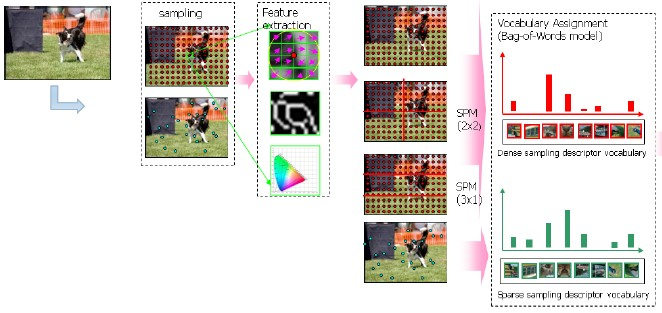 sampling
Feature
extraction
SPM
(2x2)
SPM
(3x1)
Vocabulary Assignment
(Bag-of-Words model)
Dense sampling descriptor vocabulary
Sparse sampling descriptor vocabulary